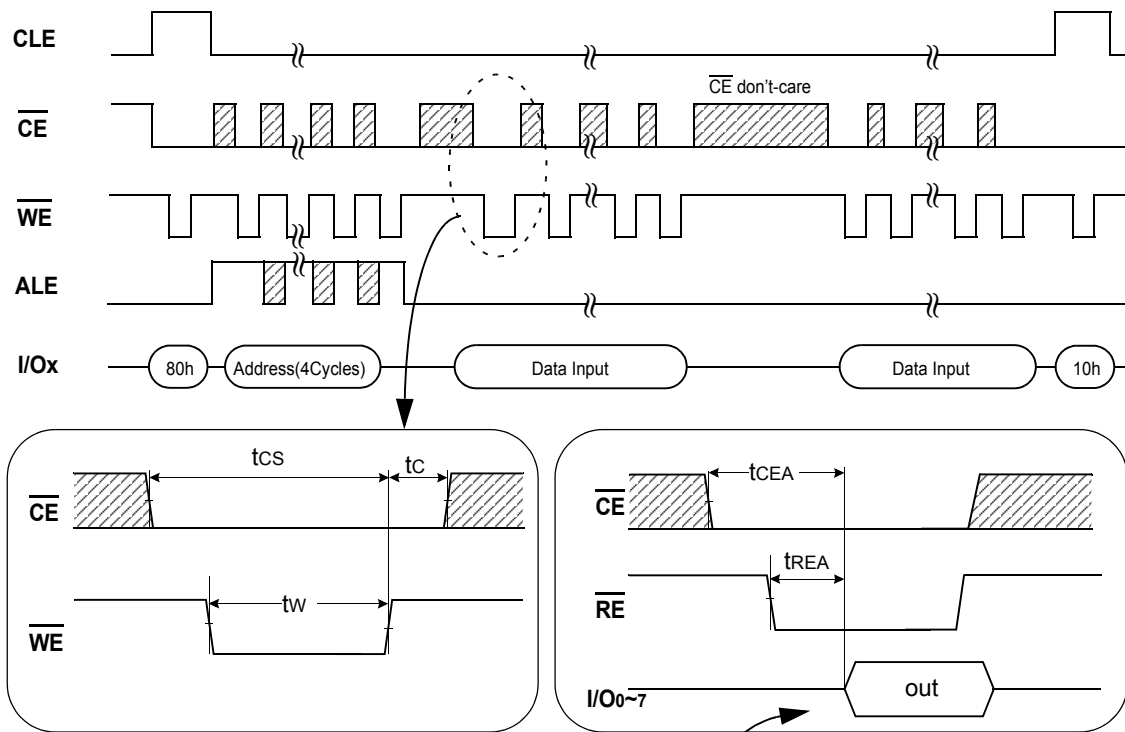 CLE
CE don't-care
CE
WE
ALE
I/Ox
80h
Address(4Cycles)
Data Input
Data Input
10h
tCS
tC
CE
tW
WE
tCEA
CE
tREA
RE
I/O0~7
out